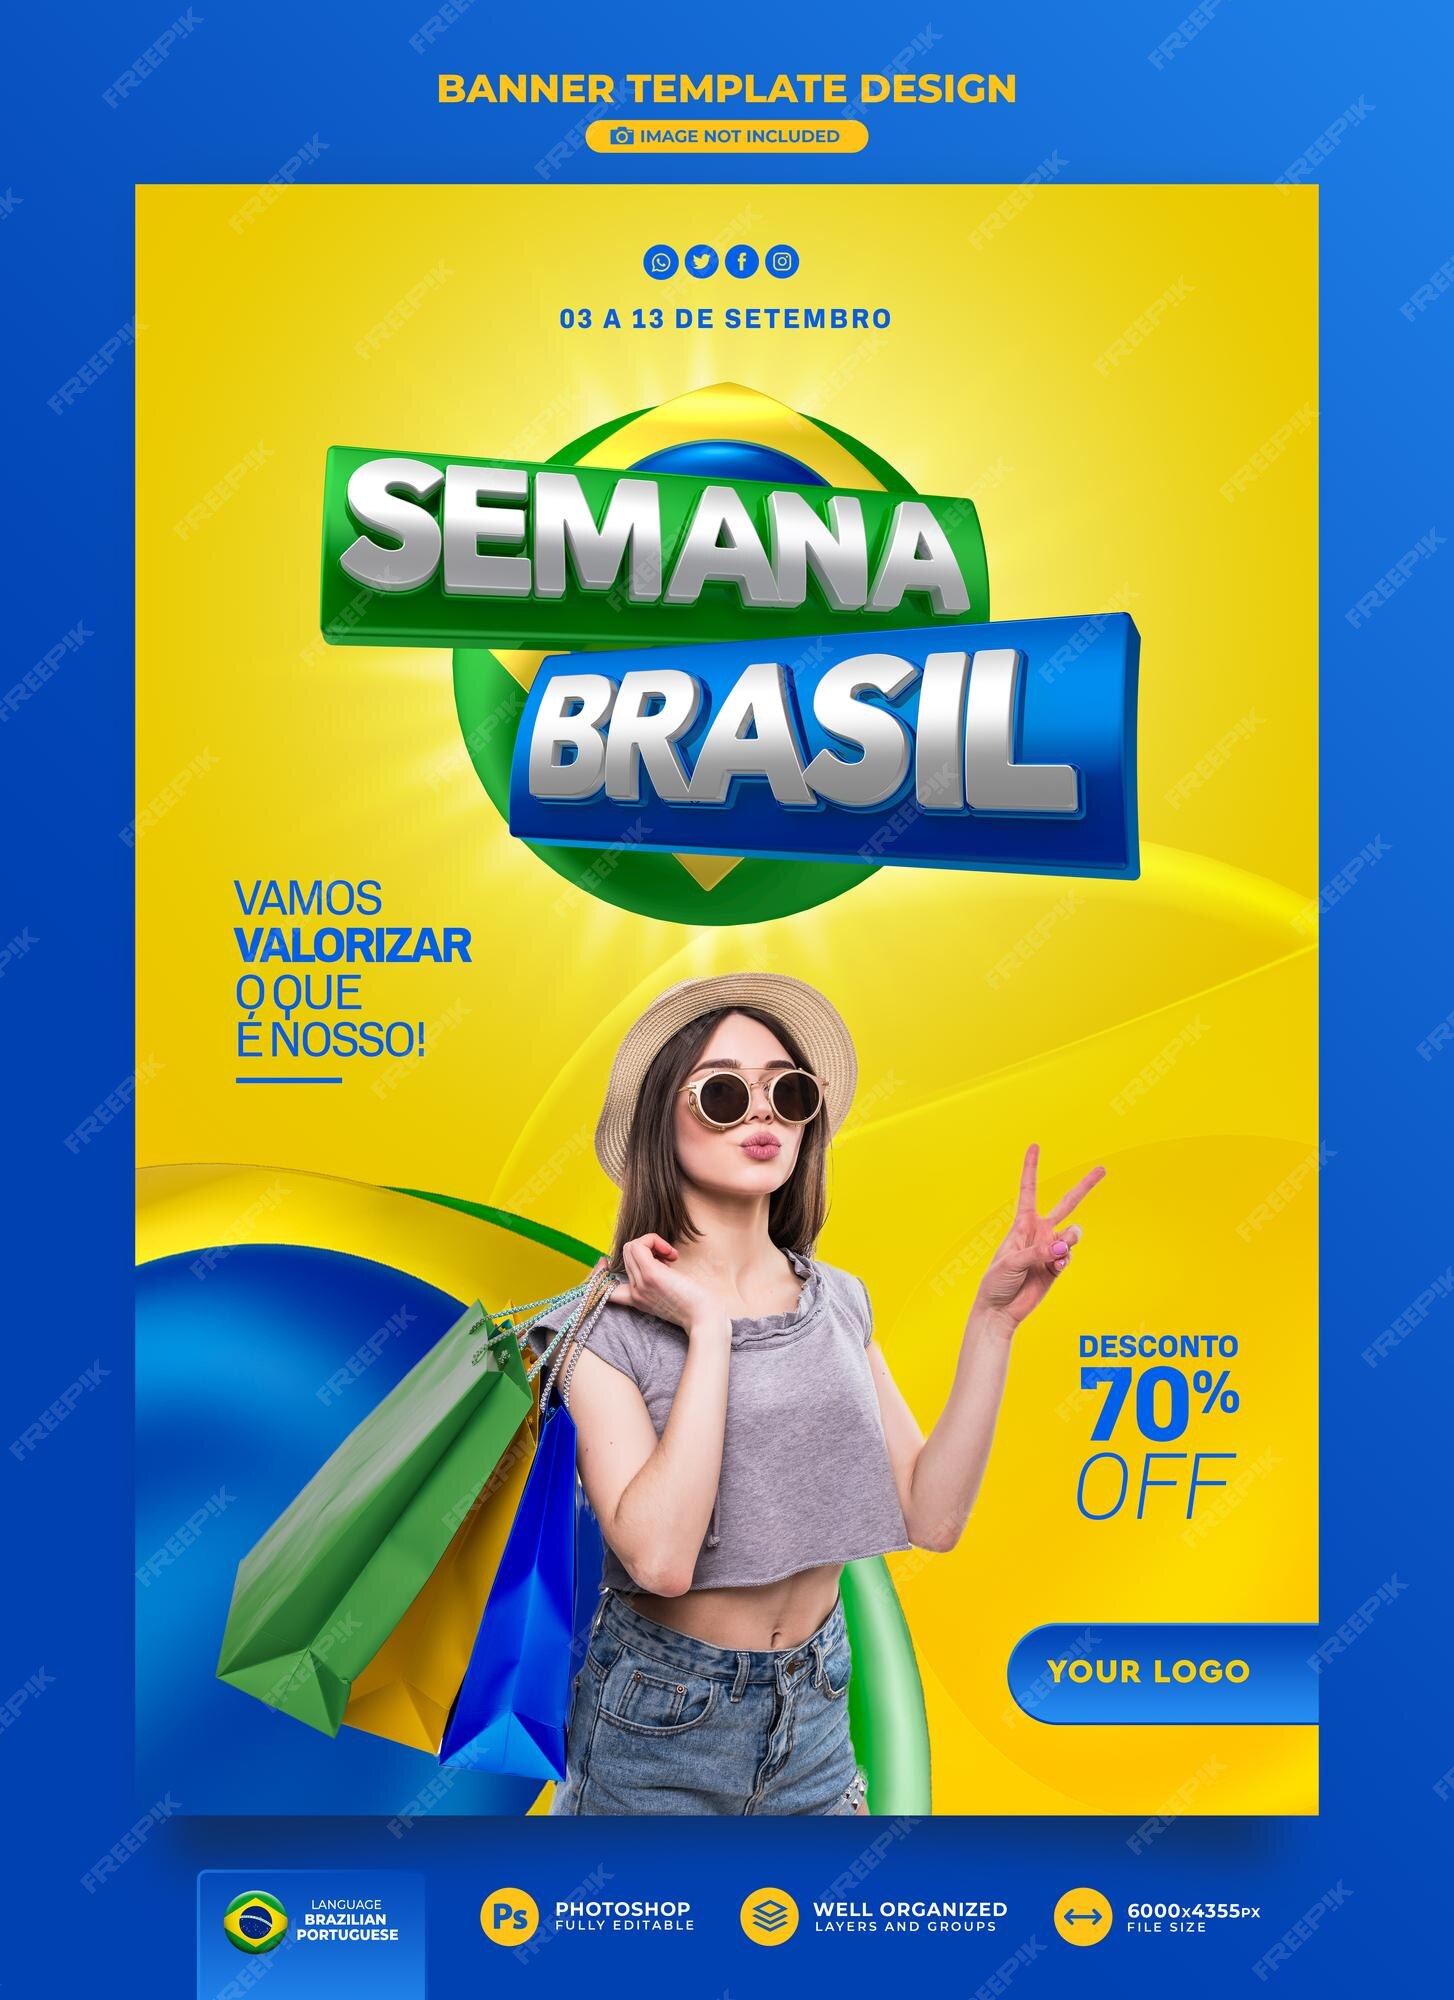 BANNER TEMPLATE DESIGN
IMAGE NOT INCLUDED
03 A 13 DE SETEMBRO
SEMANA
BRASIL
VAMOS
VALORIZAR
O QUE
É NOSSO!
DESCONTO
70%
OFF
YOUR LOGO
LANGUAGE
BRAZILIAN
PORTUGUESE
Ps
PHOTOSHOP
FULLY EDITABLE
WELL ORGANIZED
LAYERS AND GROUPS
6000x4355PX
FILE SIZE
FREEP!K